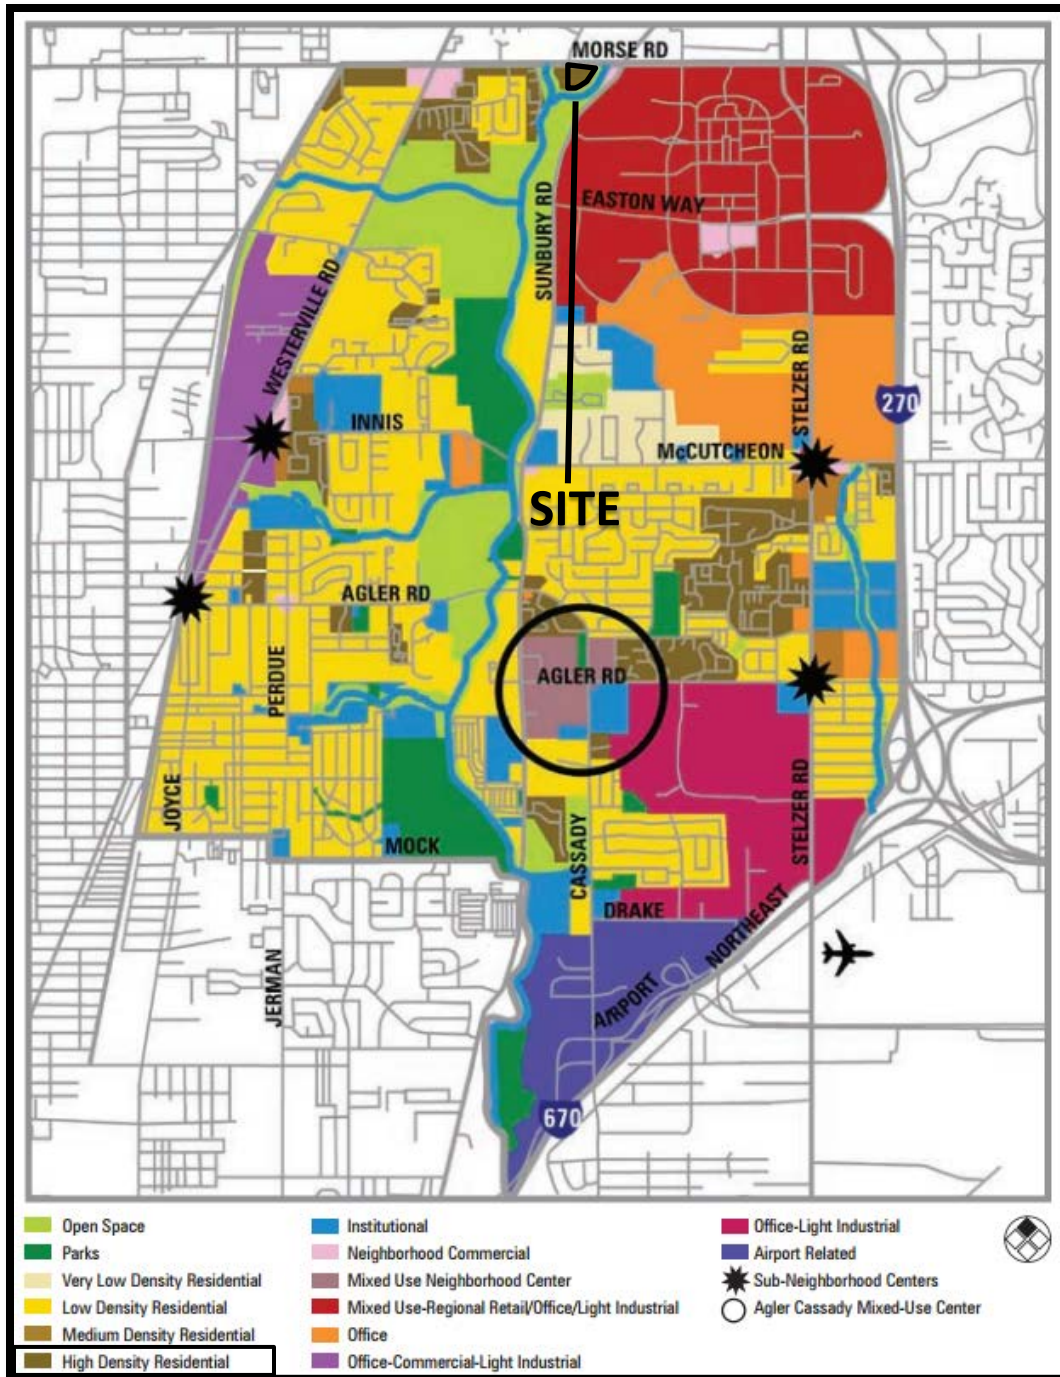 MORSE RD
SUNBURY RD
EASTON WAY
WESTERVILLE RD
STELZER RD
270
INNIS
McCUTCHEON
SITE
AGLER RD
PERDUE
AGLER RD
JOYCE
STELZER RD
MOCK
CASSADY
DRAKE
NORTHEAST
JERMAN
AIRPORT
670
Open Space
Parks
Very Low Density Residential
Low Density Residential
Medium Density Residential
High Density Residential
Institutional
Neighborhood Commercial
Mixed Use Neighborhood Center
Mixed Use-Regional Retail/Office/Light Industrial
Office
Office-Commercial-Light Industrial
Office-Light Industrial
Airport Related
Sub-Neighborhood Centers
Agler Cassady Mixed-Use Center